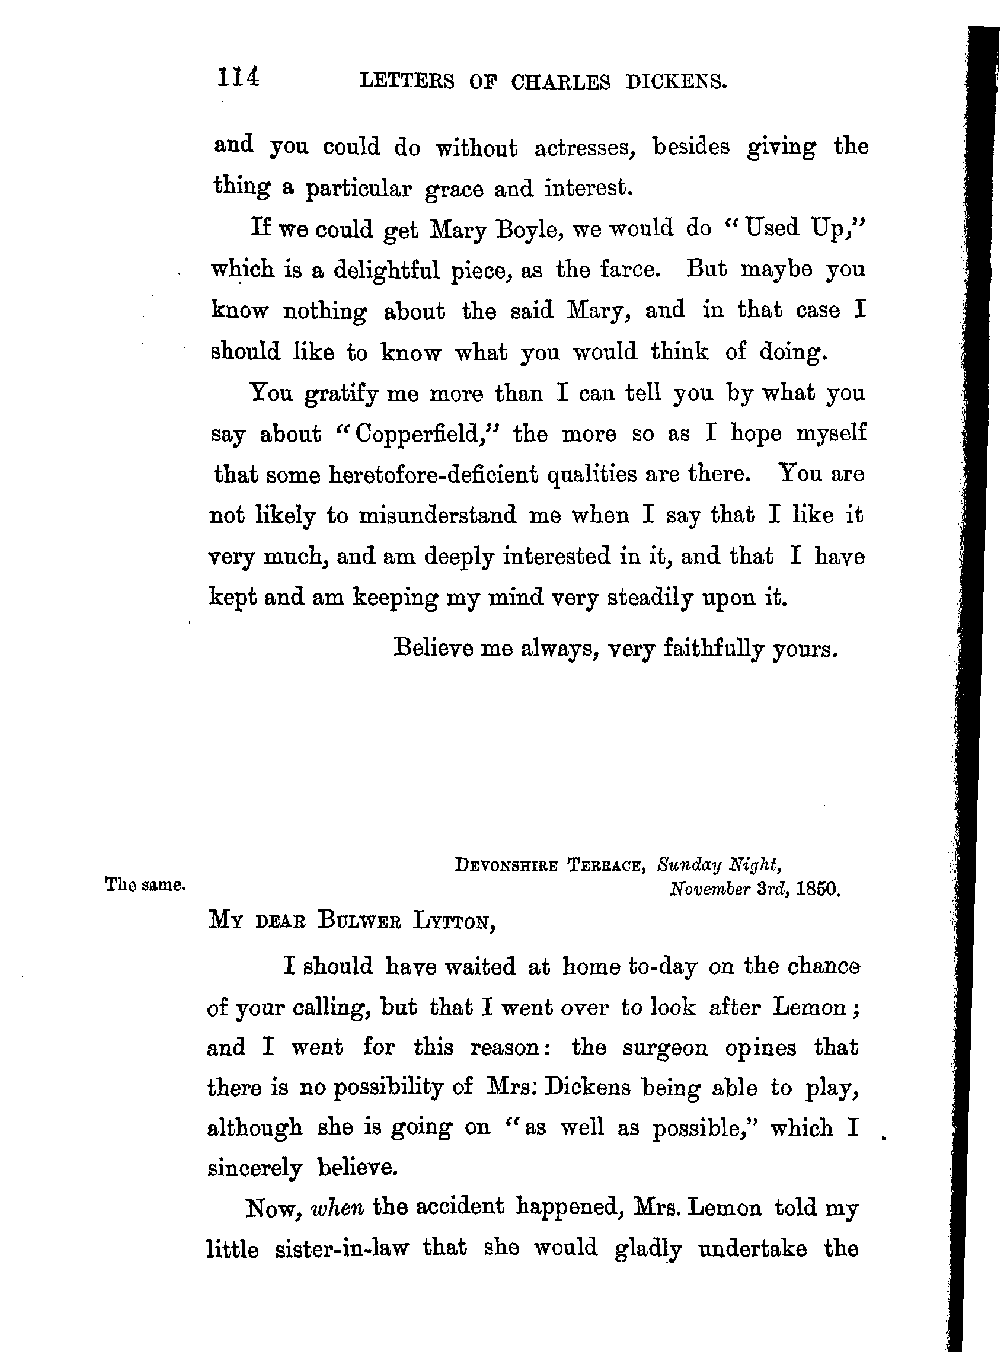 114 LETTERS OF CHARLES DICKENS.
and you could do without actresses, besides giving the
thing a particular grace and interest.
If we could get Mary Boyle, we would do “Used Up,”
which is a delightful piece, as the farce. But maybe you
know nothing about the said Mary, and in that case I
should like to know what you would think of doing.
You gratify me more than I can tell you by what you
say about “Copperfield,” the more so as I hope myself
that some heretofore-deficient qualities are there. You are
not likely to misunderstand me when I say that I like it
very much, and am deeply interested in it, and that I have
kept and am keeping my mind very steadily upon it.
Believe me always, very faithfully yours.
DEVONSHIRE TERRACE, Sunday Night,
The same.
November 3rd, 1850.
MY DEAR BULWER LYTTON,
I should have waited at home to-day on the chance
of your calling, but that I went over to look after Lemon;
and I went for this reason: the surgeon opines that
there is no possibility of Mrs. Dickens being able to play,
although she is going on “as well as possible,” which I
sincerely believe.
Now, when the accident happened, Mrs. Lemon told my
little sister-in-law that she would gladly undertake the